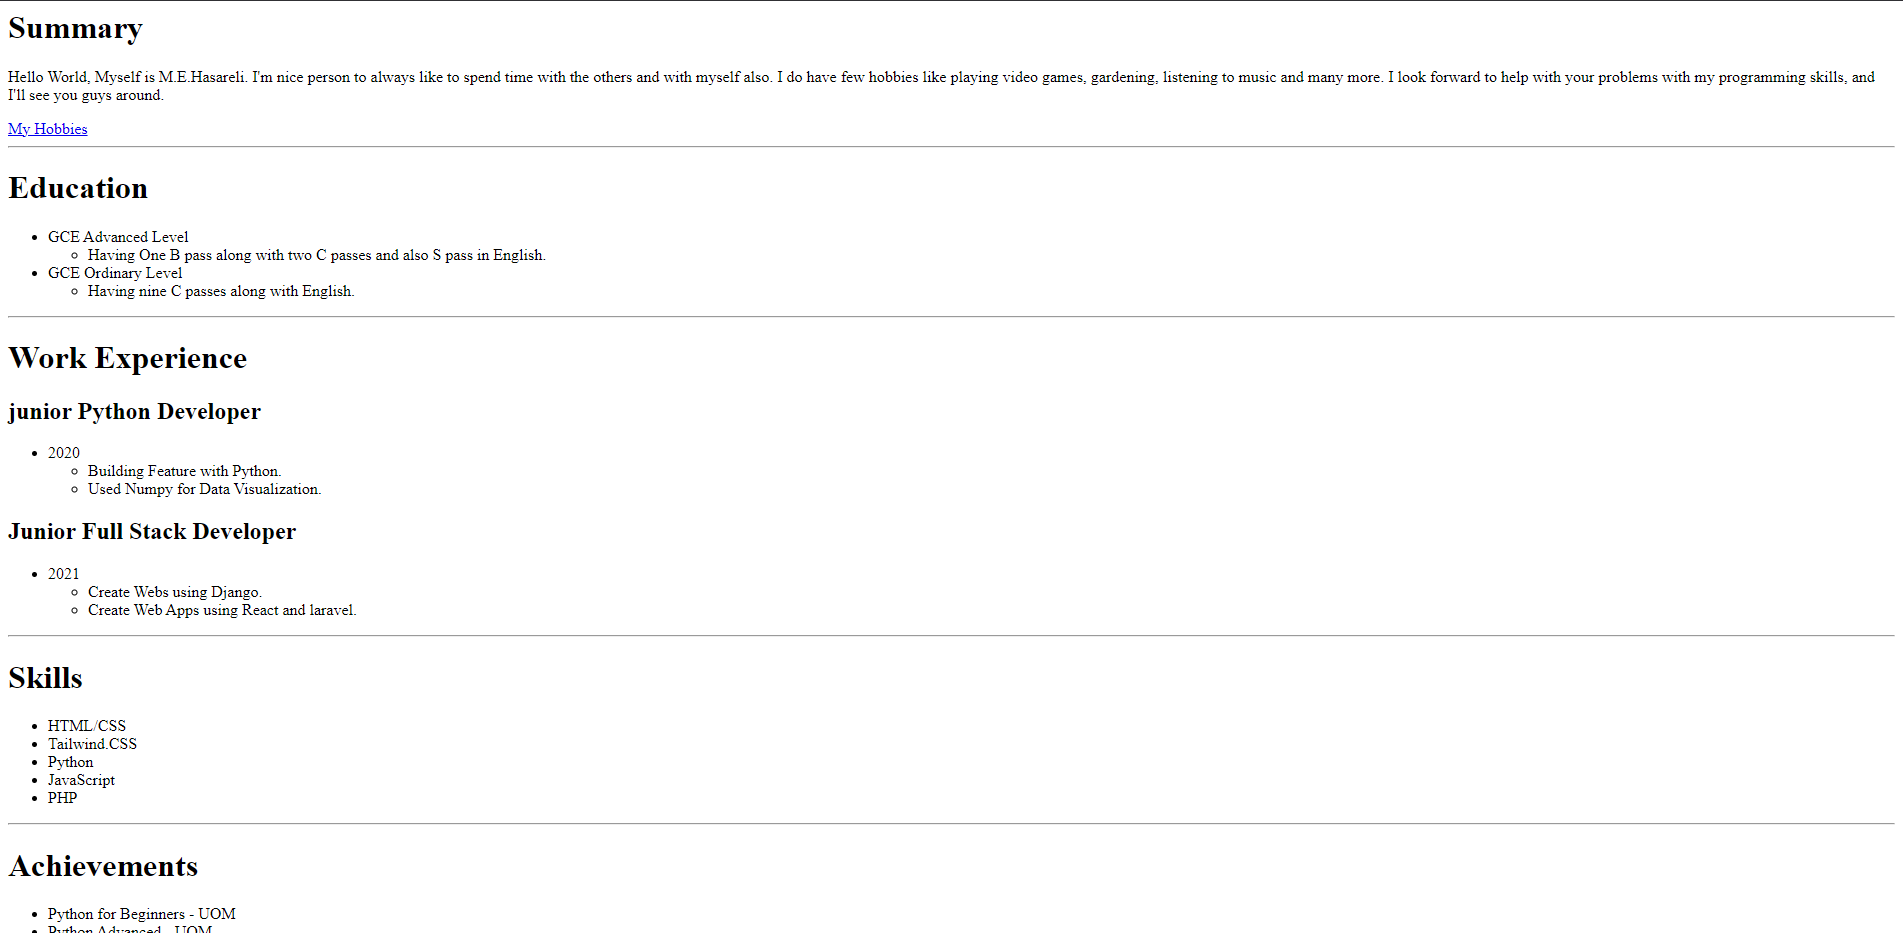 Summary
Hello World, Myself is M.E.Hasareli. I'm nice person to always like to spend time with the others and with myself also. I do have few hobbies like playing video games, gardening, listening to music and many more. I look forward to help with your problems with my programming skills, and
I'll see you guys around.
My Hobbies
Education
GCE Advanced Level
Having One B pass along with two C passes and also S pass in English.
GCE Ordinary Level
Having nine C passes along with English.
Work Experience
junior Python Developer
2020
Building Feature with Python.
Used Numpy for Data Visualization.
Junior Full Stack Developer
2021
Create Webs using Django.
Create Web Apps using React and laravel.
Skills
HTML/CSS
Tailwind.CSS
Python
JavaScript
PHP
Achievements
Python for Beginners - UOM
Python Advanced - UOM